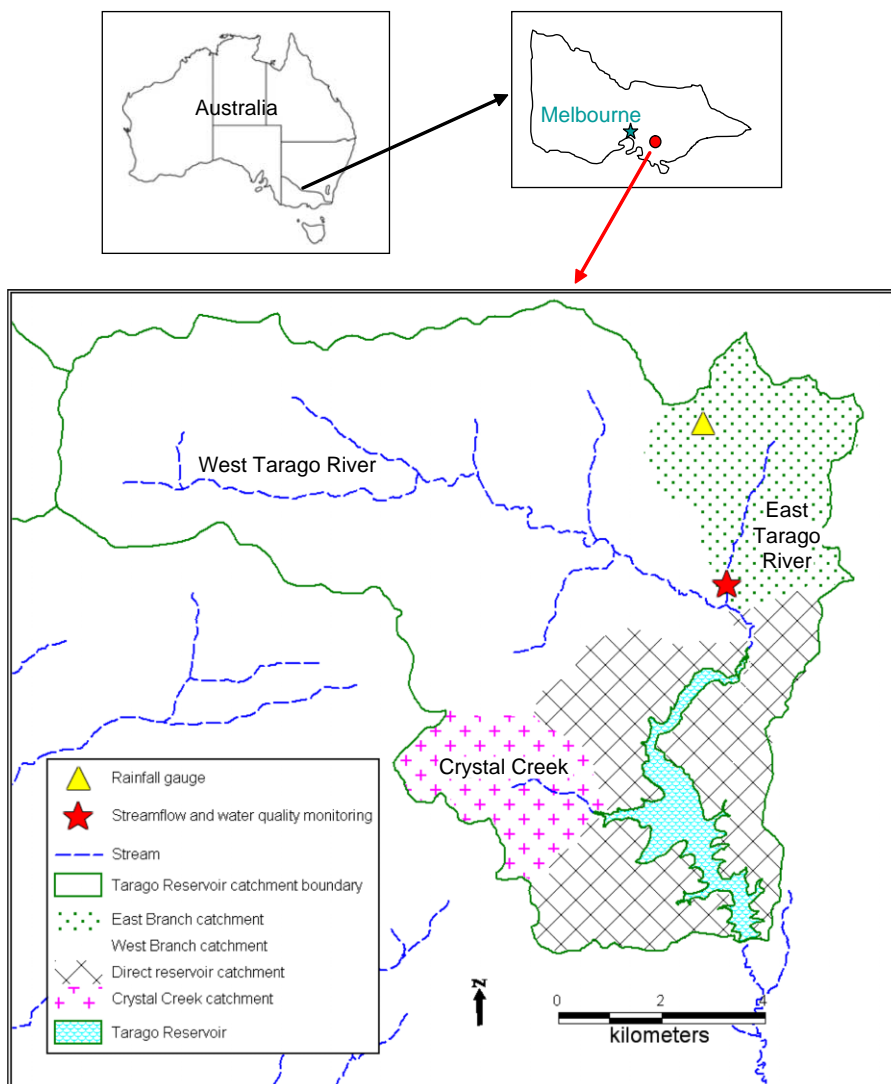 Australia
Melbourne
West Tarago River
East
Tarago
River
Crystal Creek
Rainfall gauge
Streamflow and water quality monitoring
Stream
Tarago Reservoir catchment boundary
East Branch catchment
West Branch catchment
Direct reservoir catchment
Crystal Creek catchment
Tarago Reservoir
N
0 2 4
kilometers